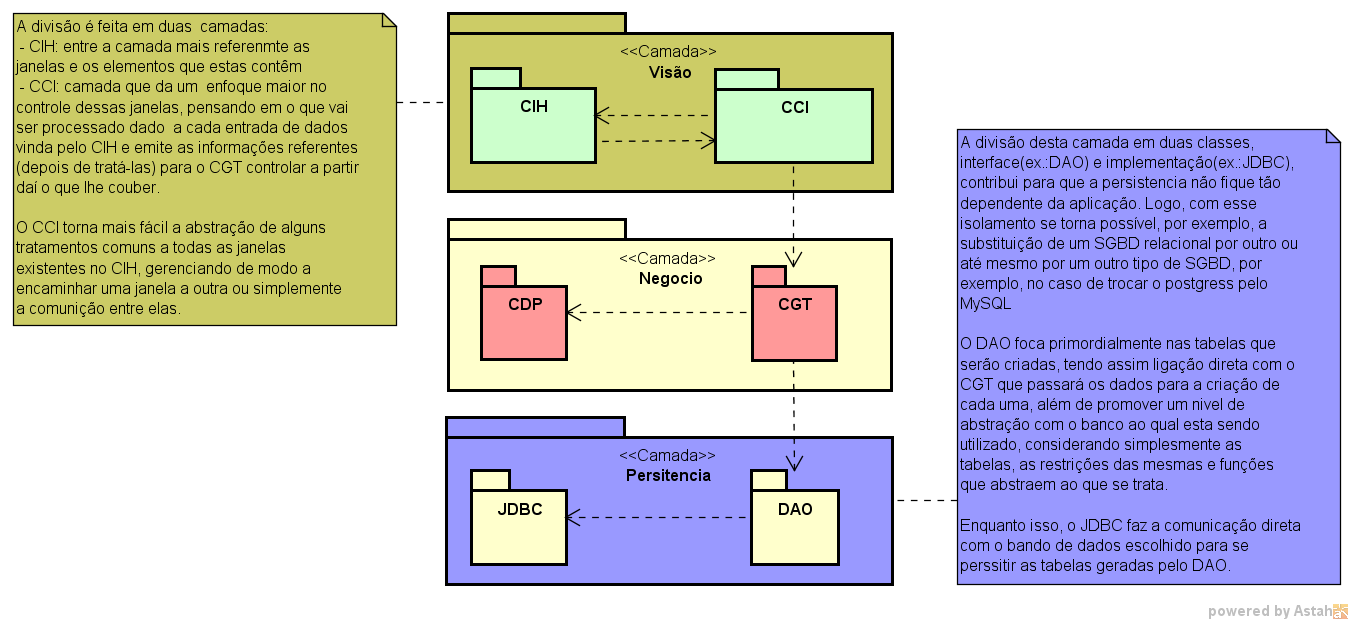 A divisão é feita em duas camadas:
- CIH: entre a camada mais referenmte as
janelas e os elementos que estas contêm
- CCI: camada que da um enfoque maior no
controle dessas janelas, pensando em o que vai
ser processado dado a cada entrada de dados
vinda pelo CIH e emite as informações referentes
(depois de tratá-las) para o CGT controlar a partir
daí o que lhe couber.
O CCI torna mais fácil a abstração de alguns
tratamentos comuns a todas as janelas
existentes no CIH, gerenciando de modo a
encaminhar uma janela a outra ou simplemente
a comunição entre elas.
<<Camada>>
Visão
CIH
CCI
<<Camada>>
Negocio
CDP
CGT
<<Camada>>
Persitencia
JDBC
DAO
A divisão desta camada em duas classes,
interface(ex.:DAO) e implementação(ex.:JDBC),
contribui para que a persistencia não fique tão
dependente da aplicação. Logo, com esse
isolamento se torna possível, por exemplo, a
substituição de um SGBD relacional por outro ou
até mesmo por um outro tipo de SGBD, por
exemplo, no caso de trocar o postgress pelo
MySQL
O DAO foca primordialmente nas tabelas que
serão criadas, tendo assim ligação direta com o
CGT que passará os dados para a criação de
cada uma, além de promover um nivel de
abstração com o banco ao qual esta sendo
utilizado, considerando simplesmente as
tabelas, as restrições das mesmas e funções
que abstraem ao que se trata.
Enquanto isso, o JDBC faz a comunicação direta
com o bando de dados escolhido para se
perssitir as tabelas geradas pelo DAO.
powered by Astah